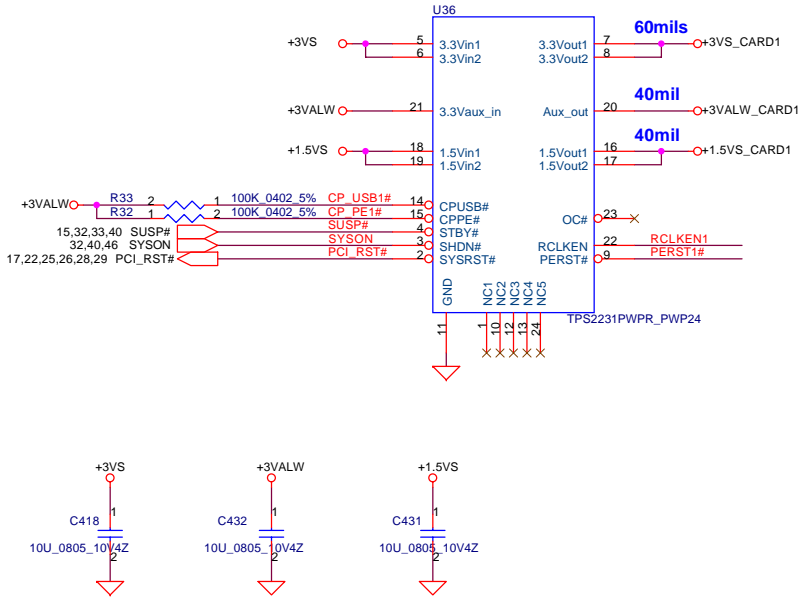 U36
60mils
+3VS 5 3.3Vin1 3.3Vout1 7 +3VS_CARD1
6 3.3Vin2 3.3Vout2 8
40mil
+3VALW 21 3.3Vaux_in Aux_out 20 +3VALW_CARD1
40mil
+1.5VS 18 1.5Vin1 1.5Vout1 16 +1.5VS_CARD1
19 1.5Vin2 1.5Vout2 17
R33 2 1 100K_0402_5% CP_USB1# 14 CPUSB#
+3VALW
R32 1 2 100K_0402_5% CP_PE1# 15 CPPE# OC# 23
15,32,33,40 SUSP# SUSP# 4 STBY#
32,40,46 SYSON SYSON 3 SHDN# RCLKEN 22 RCLKEN1
17,22,25,26,28,29 PCI_RST# PCI_RST# 2 SYSRST# PERST# 9 PERST1#
GND NC1 NC2 NC3 NC4 NC5
11 1 10 12 13 24
TPS2231PWPR_PWP24
+3VS +3VALW +1.5VS
1 1 1
C418 C432 C431
10U_0805_10V4Z 10U_0805_10V4Z 10U_0805_10V4Z
2 2 2